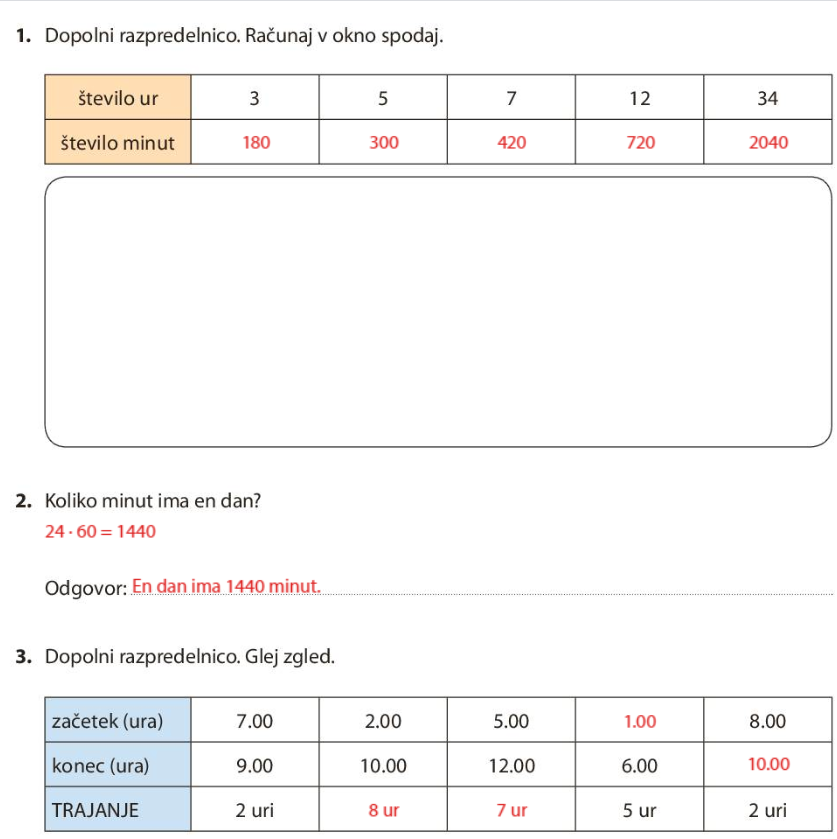 1. Dopolni razpredelnico. Računaj v okno spodaj.
število ur 3 5 7 12 34
število minut 180 300 420 720 2040
2. Koliko minut ima en dan?
24 · 60 = 1440
Odgovor: En dan ima 1440 minut.
3. Dopolni razpredelnico. Glej zgled.
začetek (ura) 7.00 2.00 5.00 1.00 8.00
konec (ura) 9.00 10.00 12.00 6.00 10.00
TRAJANJE 2 uri 8 ur 7 ur 5 ur 2 uri